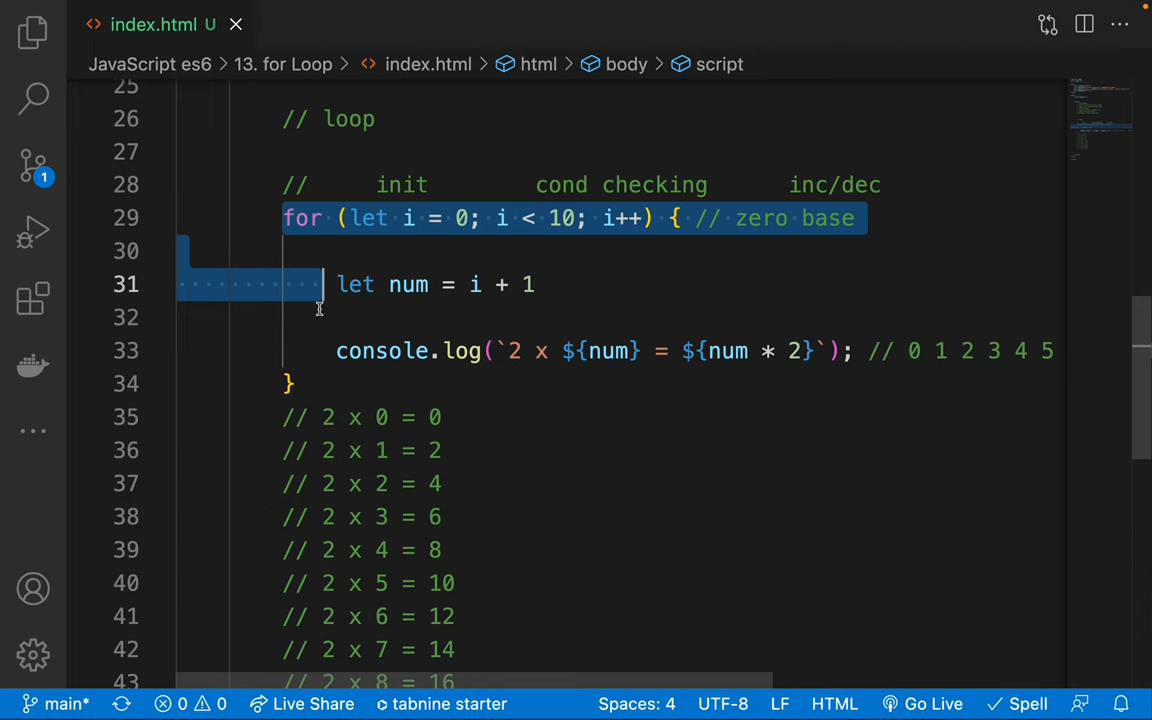 index.html U
JavaScript es6 > 13. for Loop > index.html > html > body > script
25
26 // loop
27
28 // init cond checking inc/dec
29 for (let i = 0; i < 10; i++) { // zero base
30
31 let num = i + 1
32
33 console.log(`2 x ${num} = ${num * 2}`); // 0 1 2 3 4 5
34 }
35 // 2 x 0 = 0
36 // 2 x 1 = 2
37 // 2 x 2 = 4
38 // 2 x 3 = 6
39 // 2 x 4 = 8
40 // 2 x 5 = 10
41 // 2 x 6 = 12
42 // 2 x 7 = 14
43 // 2 x 8 = 16
1
main* 0 0 Live Share tabnine starter Spaces: 4 UTF-8 LF HTML Go Live Spell